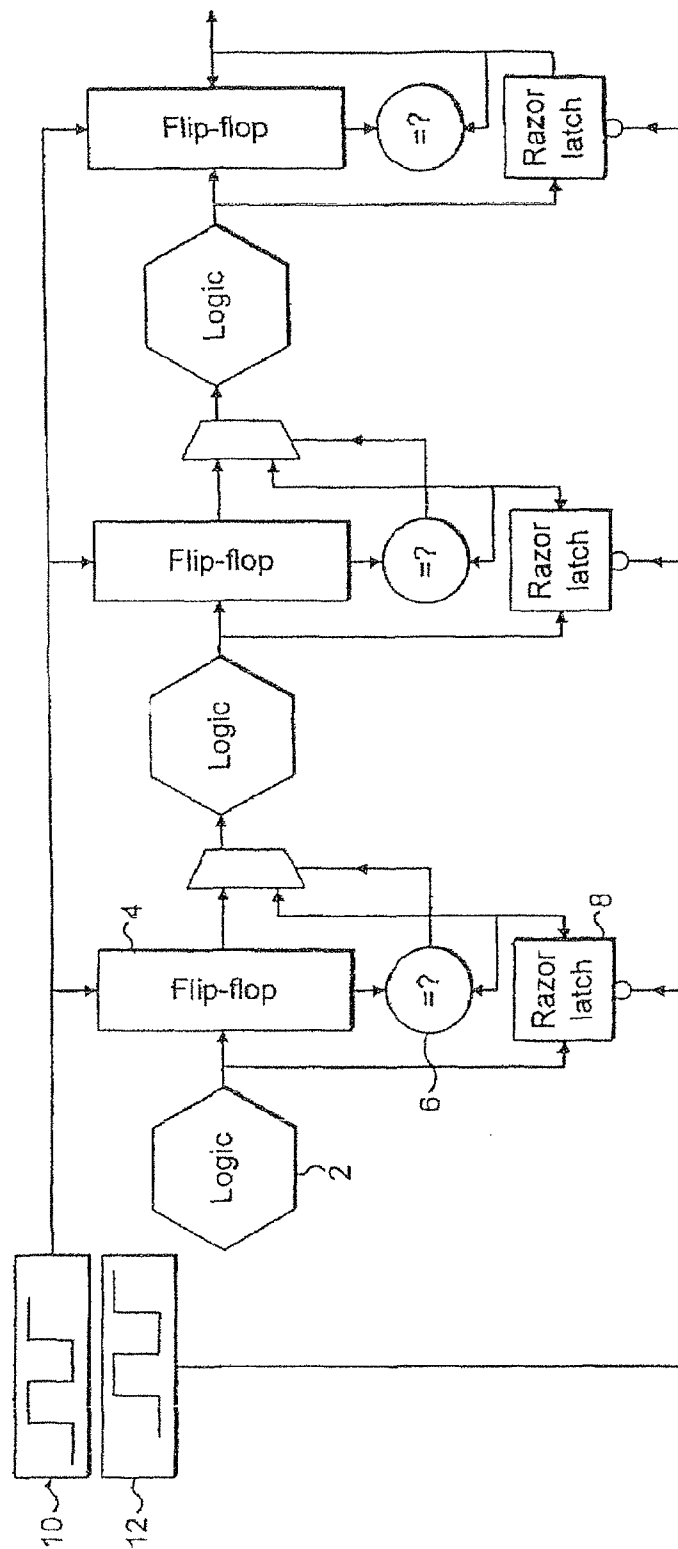 10
12
Logic
2
Flip-flop
4
=?
6
Razor
latch
8
Logic
Flip-flop
=?
Razor
latch
Logic
Flip-flop
=?
Razor
latch